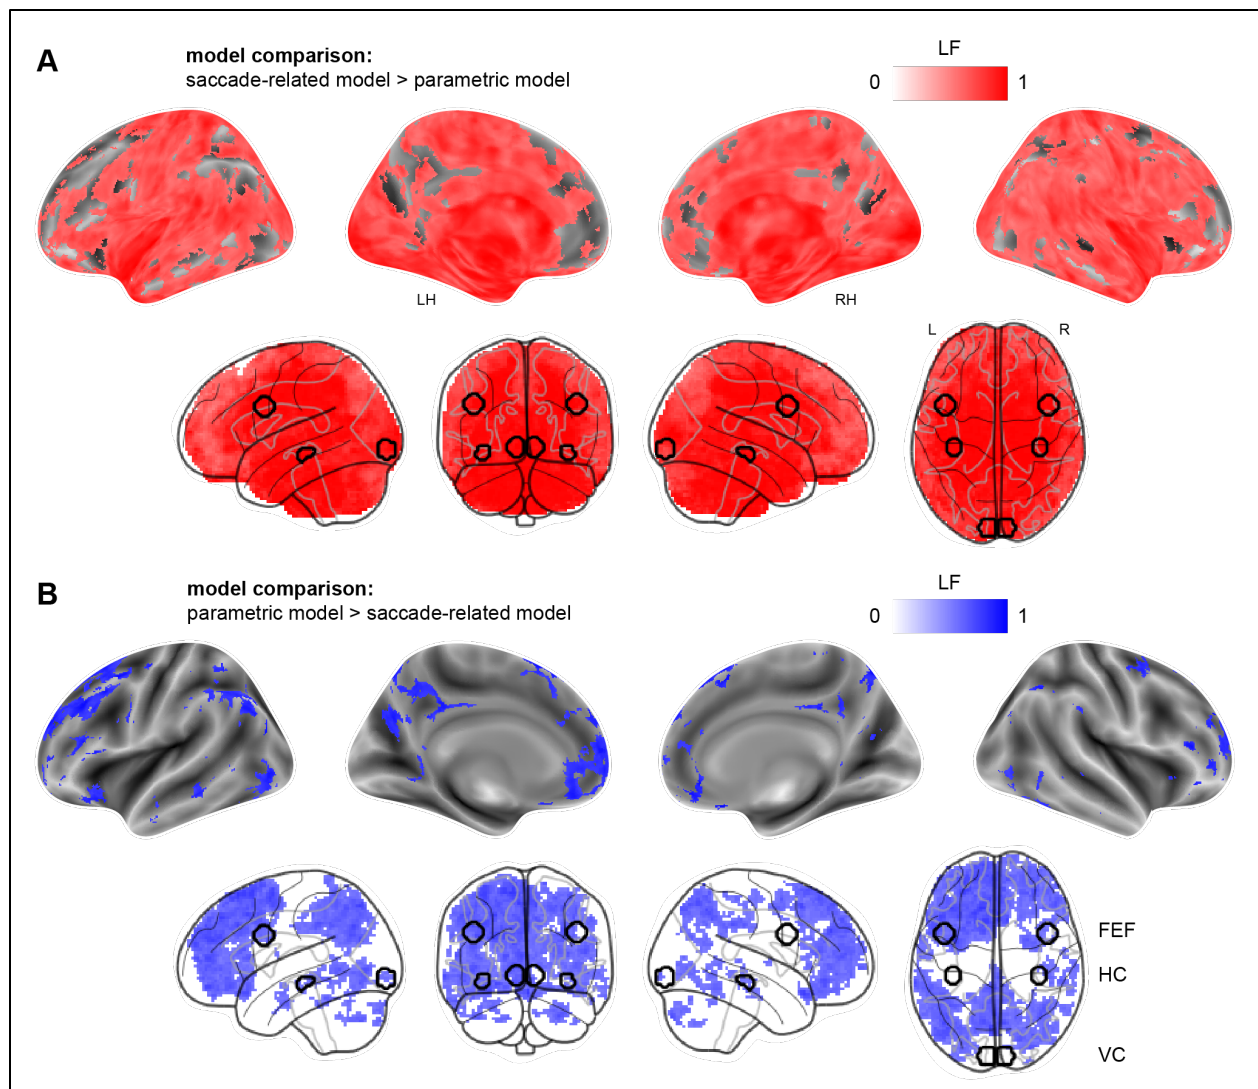 A
model comparison:
saccade-related model > parametric model
LF
0 1
LH
RH
L R
B
model comparison:
parametric model > saccade-related model
LF
0 1
FEF
HC
VC